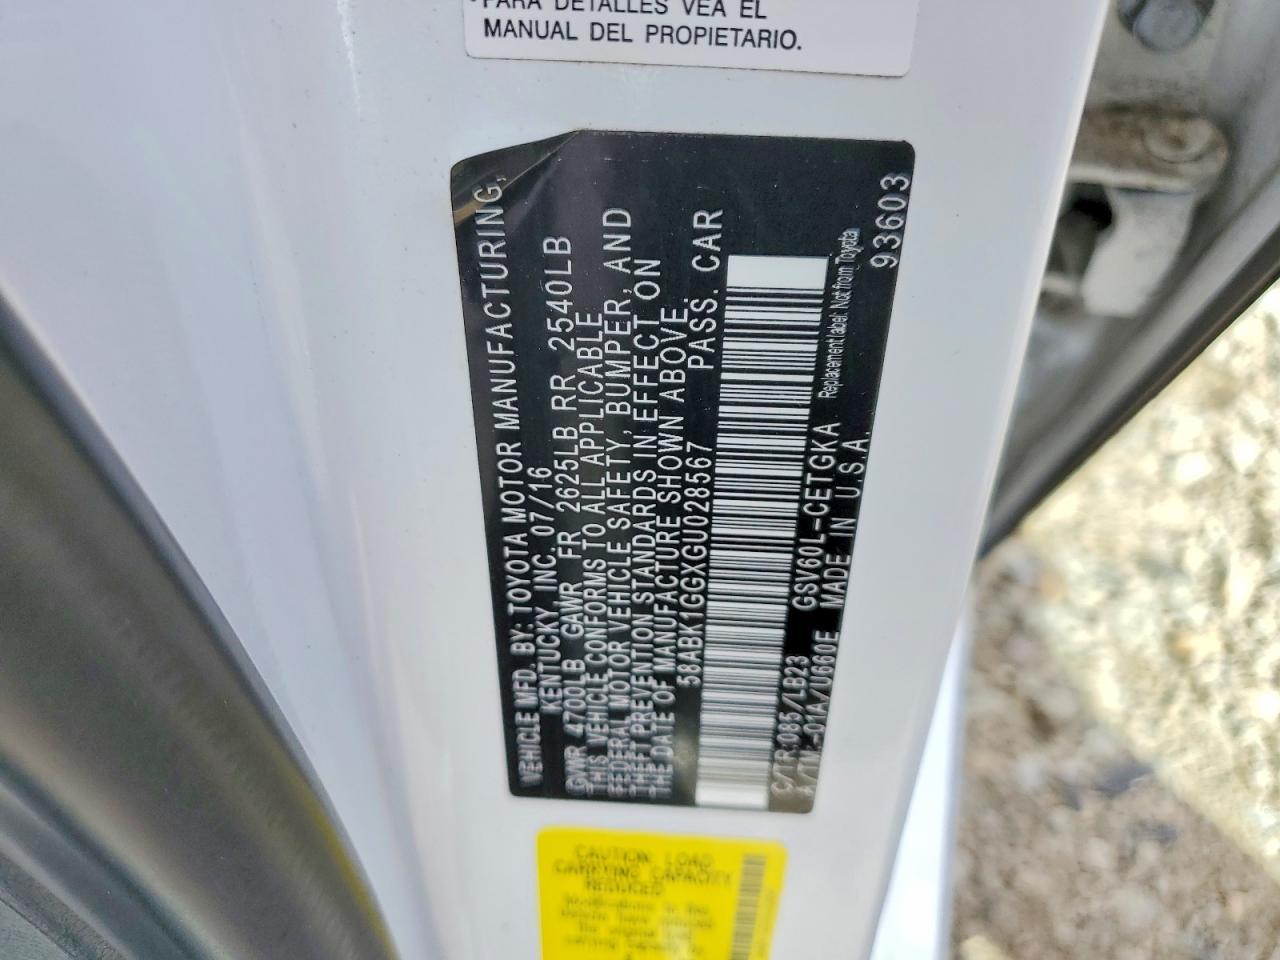 PARA DETALLES VEA EL
MANUAL DEL PROPIETARIO.
VEHICLE MFD. BY: TOYOTA MOTOR MANUFACTURING,
KENTUCKY, INC. 07/16
GVWR 4700LB GAWR FR 2625LB RR 2540LB
THIS VEHICLE CONFORMS TO ALL APPLICABLE
FEDERAL MOTOR VEHICLE SAFETY, BUMPER, AND
THEFT PREVENTION STANDARDS IN EFFECT ON
THE DATE OF MANUFACTURE SHOWN ABOVE.
58ABK1GGXGU028567 PASS. CAR
C/TR:085/LB23 GSV60L-CETGKA
Replacement label: Not from Toyota
A/TM:-01A/U660E MADE IN U.S.A. 93603
CAUTION LOAD
CARRYING CAPACITY
REDUCED